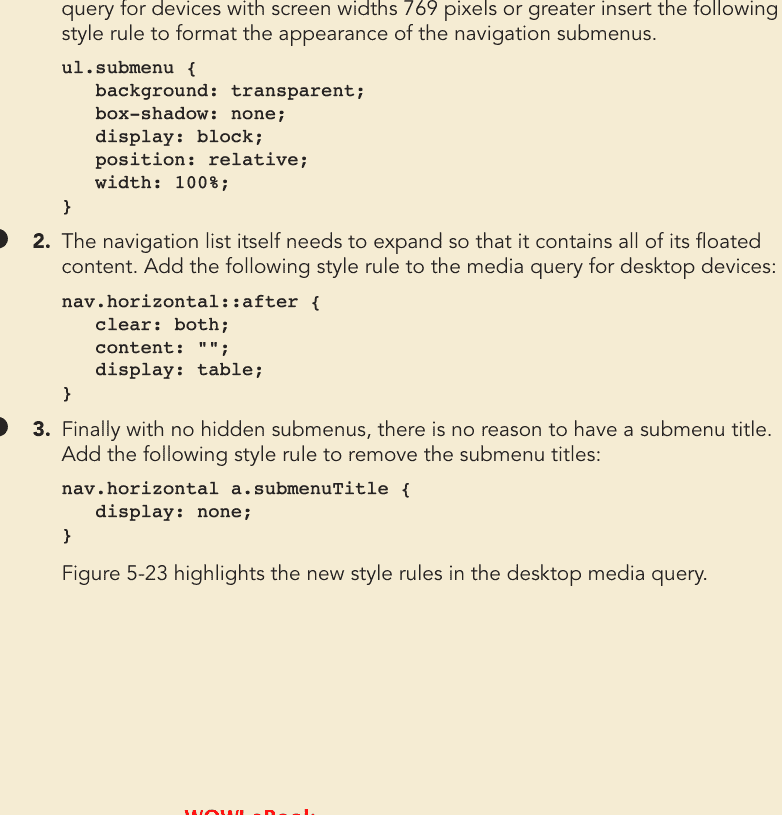 query for devices with screen widths 769 pixels or greater insert the following
style rule to format the appearance of the navigation submenus.
ul.submenu {
background: transparent;
box-shadow: none;
display: block;
position: relative;
width: 100%;
}
2. The navigation list itself needs to expand so that it contains all of its floated
content. Add the following style rule to the media query for desktop devices:
nav.horizontal::after {
clear: both;
content: "";
display: table;
}
3. Finally with no hidden submenus, there is no reason to have a submenu title.
Add the following style rule to remove the submenu titles:
nav.horizontal a.submenuTitle {
display: none;
}
Figure 5-23 highlights the new style rules in the desktop media query.